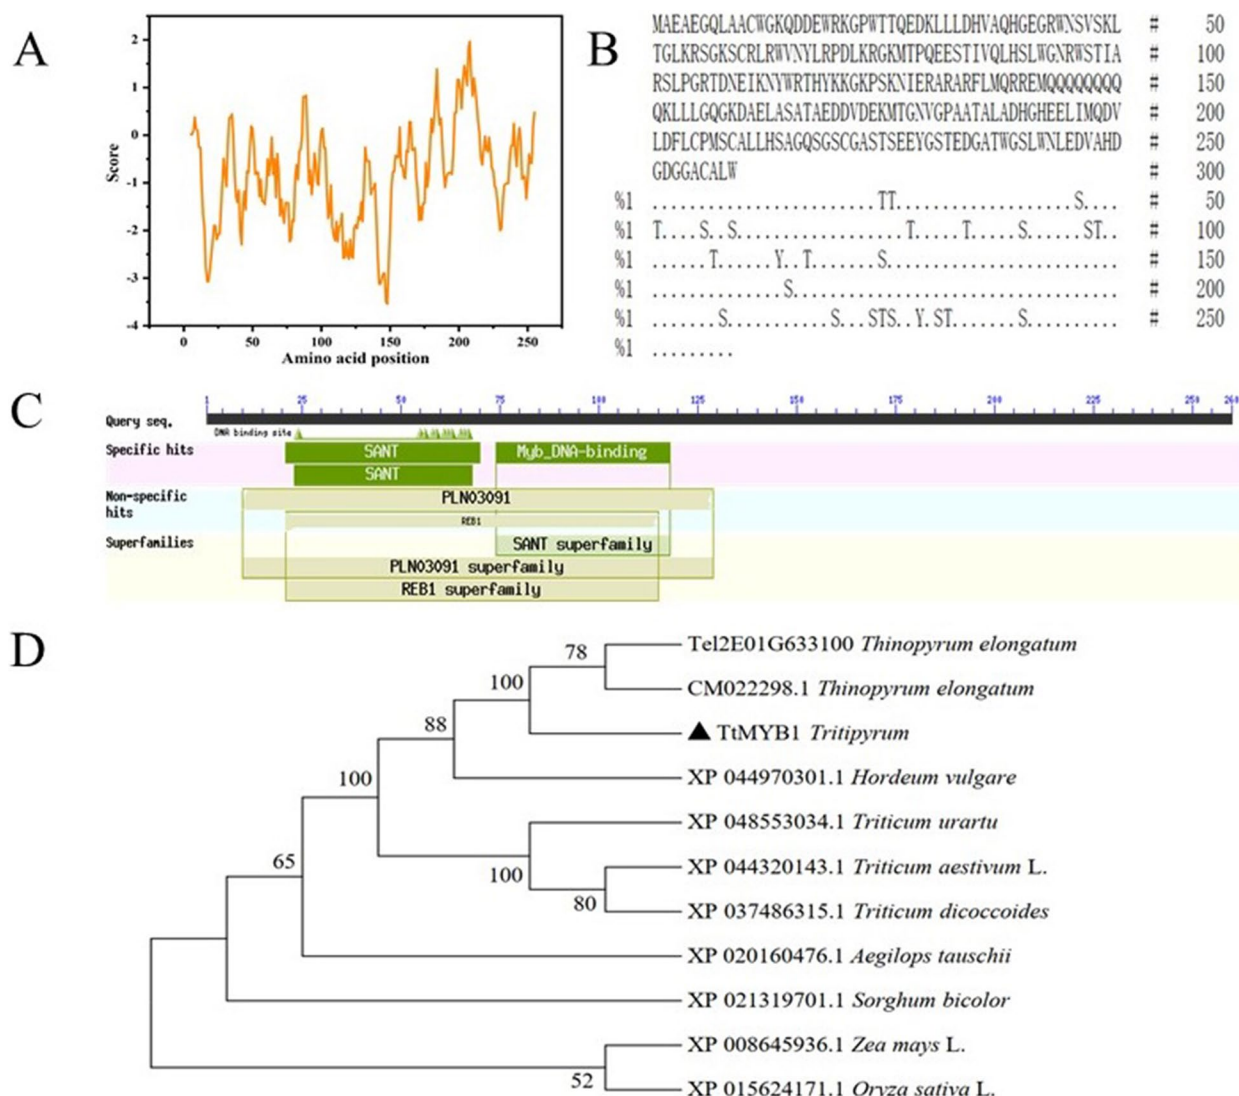 A
2
1
0
-1
-2
-3
-4
Score
0
50
100
150
200
250
Amino acid position
B
MAEAEGQLAACWGKQDDEWRKGPWTTQEDKLLLDHVAQHGEGRWNSVSKL # 50
TGLKRSGKSCRLRWVNYLRPDLKRGKMTPQEESTIVQLHSLWGNRWSTIA # 100
RSLPGRTDNEIKNYWRTHYKKGKPSKNIERARARFLMQRREMQQQQQQQQ # 150
QKLLLGQGKDAELASATAEDDVDEKMTGNVGPAATALADHGHEELIMQDV # 200
LDFLCPMSCALLHSAGQSGSCGASTSEEYGSTEDGATWGSLWNLEDVAHD # 250
GDGGACALW # 300
%1 ........................TT...................S.... # 50
%1 T....S..S..................T.....T.....S......ST.. # 100
%1 ......T......Y..T.......S......................... # 150
%1 ..............S................................... # 200
%1 .......S...........S...STS..Y.ST.......S.......... # 250
%1 .........
C
1 25 50 75 100 125 150 175 200 225 260
Query seq.
DNA binding site
Specific hits
SANT
Myb_DNA-binding
SANT
Non-specific
hits
PLN03091
REB1
Superfamilies
SANT superfamily
PLN03091 superfamily
REB1 superfamily
D
78
Tel2E01G633100 Thinopyrum elongatum
CM022298.1 Thinopyrum elongatum
100
▲ TtMYB1 Tritipyrum
88
XP 044970301.1 Hordeum vulgare
100
XP 048553034.1 Triticum urartu
65
XP 044320143.1 Triticum aestivum L.
100
80
XP 037486315.1 Triticum dicoccoides
XP 020160476.1 Aegilops tauschii
XP 021319701.1 Sorghum bicolor
XP 008645936.1 Zea mays L.
52
XP 015624171.1 Oryza sativa L.